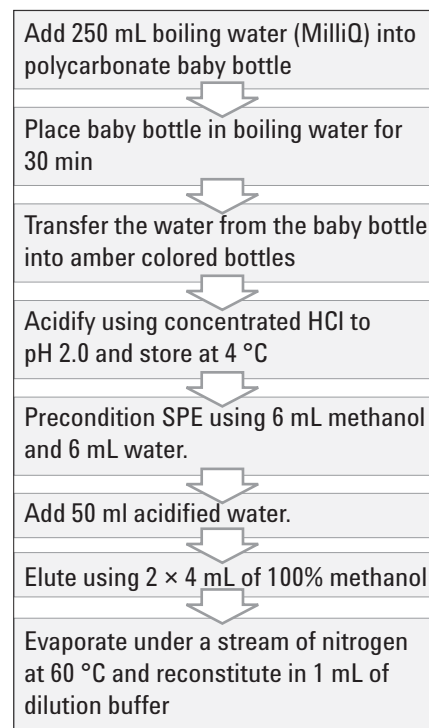 Add 250 mL boiling water (MilliQ) into
polycarbonate baby bottle
Place baby bottle in boiling water for
30 min
Transfer the water from the baby bottle
into amber colored bottles
Acidify using concentrated HCl to
pH 2.0 and store at 4 °C
Precondition SPE using 6 mL methanol
and 6 mL water.
Add 50 ml acidified water.
Elute using 2 × 4 mL of 100% methanol
Evaporate under a stream of nitrogen
at 60 °C and reconstitute in 1 mL of
dilution buffer